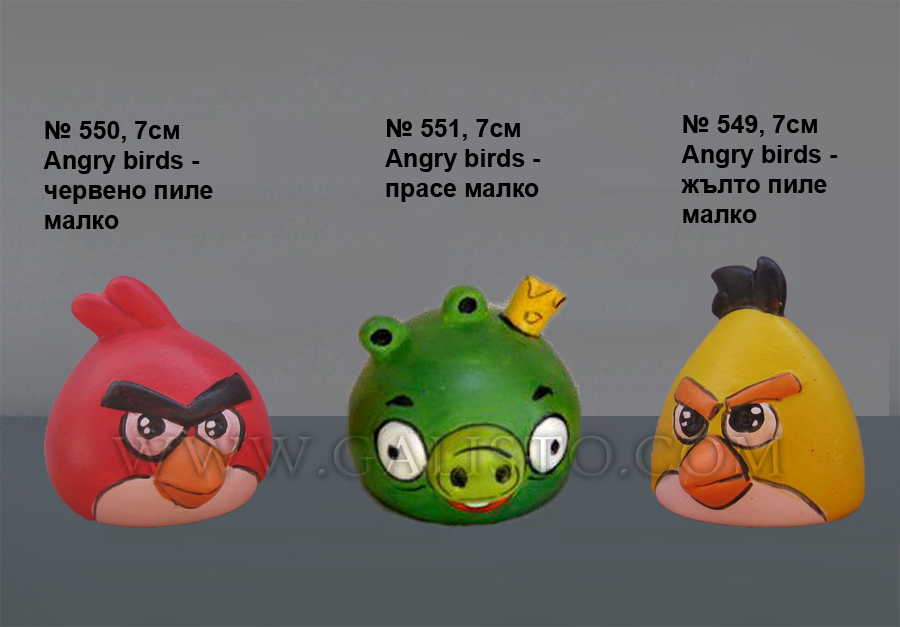 № 550, 7см
Angry birds -
червено пиле
малко
№ 551, 7см
Angry birds -
прасе малко
№ 549, 7см
Angry birds -
жълто пиле
малко
WWW.GALISTO.COM